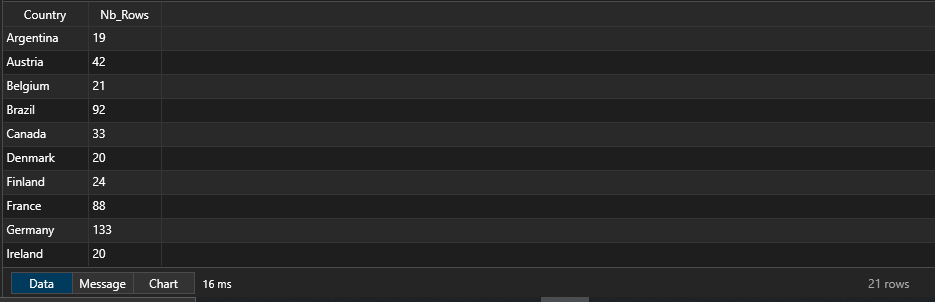 Country Nb_Rows
Argentina 19
Austria 42
Belgium 21
Brazil 92
Canada 33
Denmark 20
Finland 24
France 88
Germany 133
Ireland 20
Data Message Chart 16 ms 21 rows